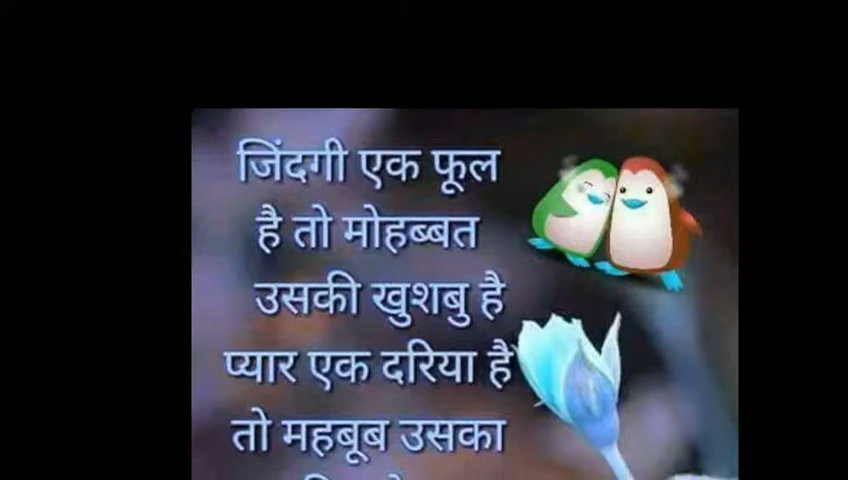 जिंदगी एक फूल
है तो मोहब्बत
उसकी खुशबु है
प्यार एक दरिया है
तो महबूब उसका